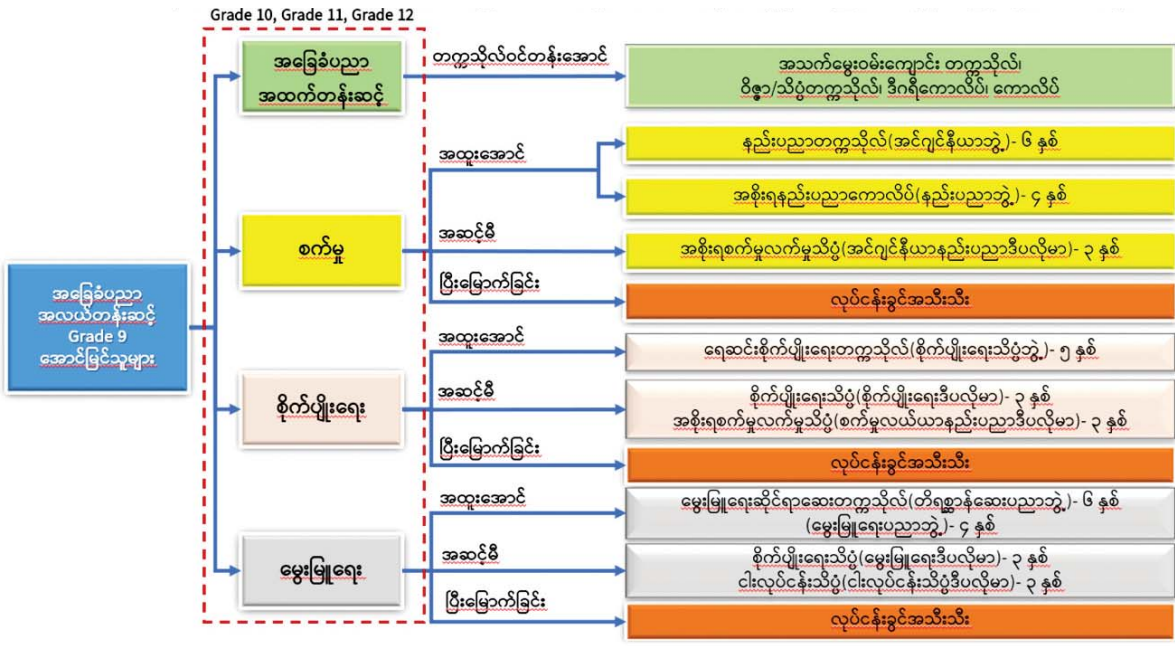 Grade 10, Grade 11, Grade 12
အခြေခံပညာ
အလယ်တန်းဆင့်
Grade 9
အောင်မြင်သူများ
အခြေခံပညာ
အထက်တန်းဆင့်
တက္ကသိုလ်ဝင်တန်းအောင်
အသက်မွေးဝမ်းကျောင်း တက္ကသိုလ်၊
ဝိဇ္ဇာ/သိပ္ပံတက္ကသိုလ်၊ ဒီဂရီကောလိပ်၊ ကောလိပ်
စက်မှု
အထူးအောင်
နည်းပညာတက္ကသိုလ်(အင်ဂျင်နီယာဘွဲ့)- ၆ နှစ်
အစိုးရနည်းပညာကောလိပ်(နည်းပညာဘွဲ့)- ၄ နှစ်
အဆင့်မီ
အစိုးရစက်မှုလက်မှုသိပ္ပံ(အင်ဂျင်နီယာနည်းပညာဒီပလိုမာ)- ၃ နှစ်
ပြီးမြောက်ခြင်း
လုပ်ငန်းခွင်အသီးသီး
စိုက်ပျိုးရေး
အထူးအောင်
ရေဆင်းစိုက်ပျိုးရေးတက္ကသိုလ်(စိုက်ပျိုးရေးသိပ္ပံဘွဲ့)- ၅ နှစ်
အဆင့်မီ
စိုက်ပျိုးရေးသိပ္ပံ(စိုက်ပျိုးရေးဒီပလိုမာ)- ၃ နှစ်
အစိုးရစက်မှုလက်မှုသိပ္ပံ(စက်မှုလယ်ယာနည်းပညာဒီပလိုမာ)- ၃ နှစ်
ပြီးမြောက်ခြင်း
လုပ်ငန်းခွင်အသီးသီး
မွေးမြူရေး
အထူးအောင်
မွေးမြူရေးဆိုင်ရာဆေးတက္ကသိုလ်(တိရစ္ဆာန်ဆေးပညာဘွဲ့)- ၆ နှစ်
(မွေးမြူရေးပညာဘွဲ့)- ၄ နှစ်
အဆင့်မီ
စိုက်ပျိုးရေးသိပ္ပံ(မွေးမြူရေးဒီပလိုမာ)- ၃ နှစ်
ငါးလုပ်ငန်းသိပ္ပံ(ငါးလုပ်ငန်းသိပ္ပံဒီပလိုမာ)- ၃ နှစ်
ပြီးမြောက်ခြင်း
လုပ်ငန်းခွင်အသီးသီး